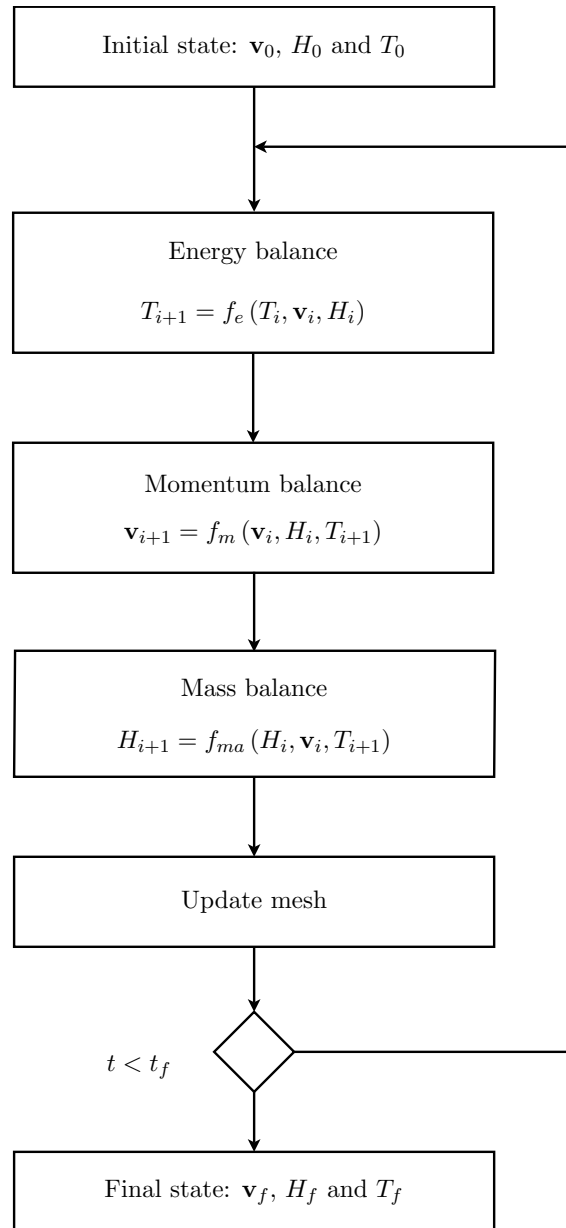 Initial state: v₀, H₀ and T₀
Energy balance
Tᵢ₊₁ = fₑ (Tᵢ, vᵢ, Hᵢ)
Momentum balance
vᵢ₊₁ = fₘ (vᵢ, Hᵢ, Tᵢ₊₁)
Mass balance
Hᵢ₊₁ = fₘₐ (Hᵢ, vᵢ, Tᵢ₊₁)
Update mesh
t < t_f
Final state: v_f, H_f and T_f